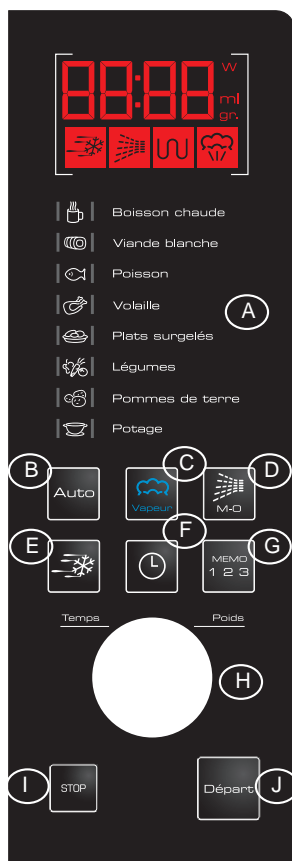 88:88 W
ml
gr.
Boisson chaude
Viande blanche
Poisson
Volaille
A
Plats surgelés
Légumes
Pommes de terre
Potage
B
C
D
Auto
Vapeur
M-O
E
F
G
MEMO
1 2 3
Temps
Poids
H
I
STOP
Départ
J